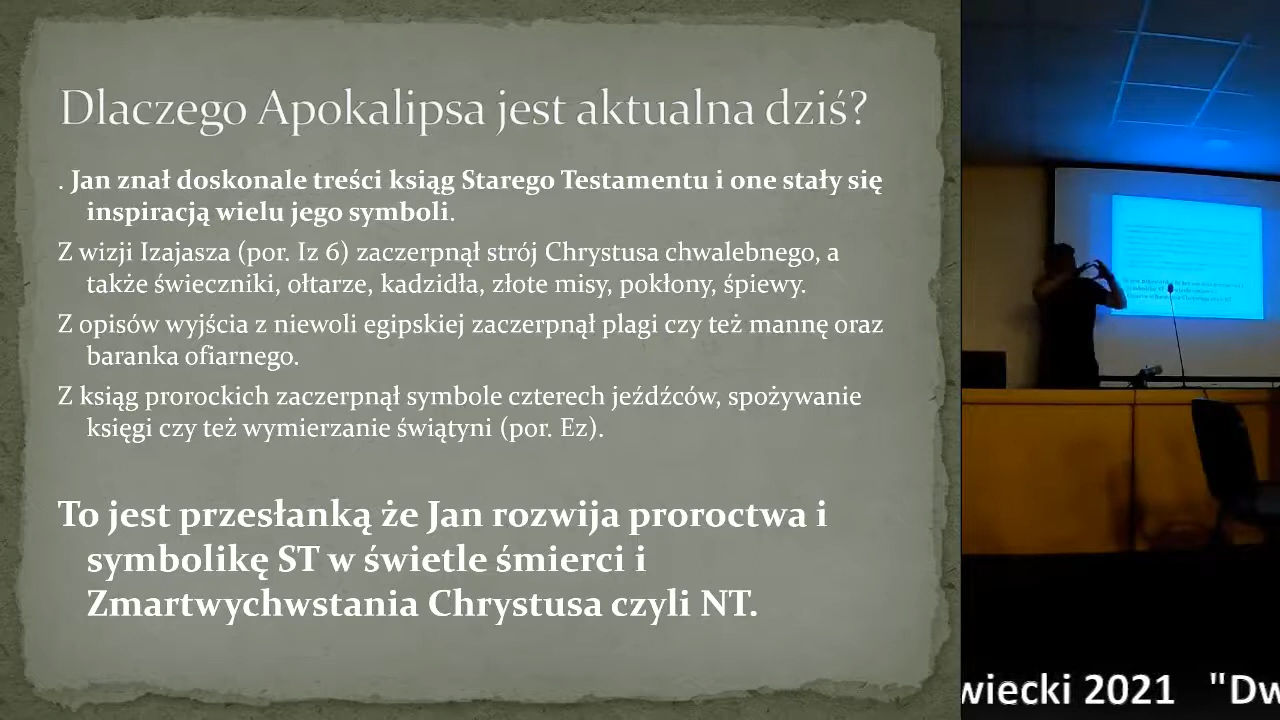 Dlaczego Apokalipsa jest aktualna dziś?
. Jan znał doskonale treści ksiąg Starego Testamentu i one stały się
inspiracją wielu jego symboli.
Z wizji Izajasza (por. Iz 6) zaczerpnął strój Chrystusa chwalebnego, a
także świeczniki, ołtarze, kadzidła, złote misy, pokłony, śpiewy.
Z opisów wyjścia z niewoli egipskiej zaczerpnął plagi czy też mannę oraz
baranka ofiarnego.
Z ksiąg prorockich zaczerpnął symbole czterech jeźdźców, spożywanie
księgi czy też wymierzanie świątyni (por. Ez).
To jest przesłanką że Jan rozwija proroctwa i
symbolikę ST w świetle śmierci i
Zmartwychwstania Chrystusa czyli NT.
wiecki 2021 "Dw